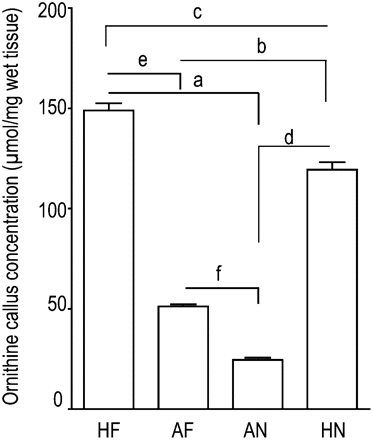 Ornithine callus concentration (μmol/mg wet tissue)
200
150
100
50
0
c
b
e
a
d
f
HF AF AN HN